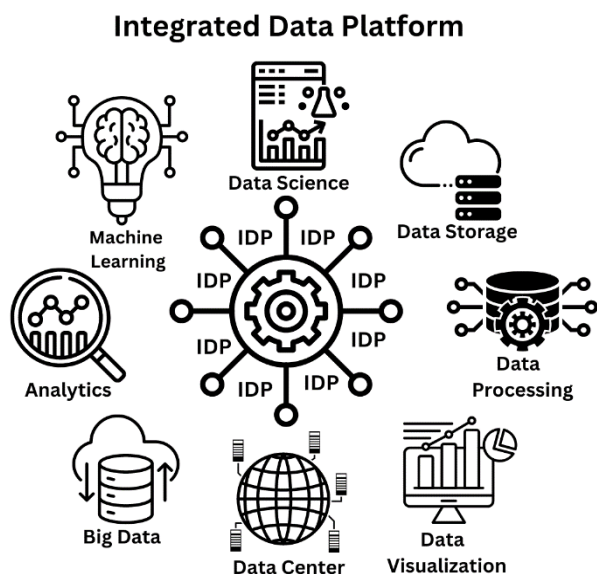 Integrated Data Platform
Data Science
Machine
Learning
Data Storage
IDP
IDP
IDP
IDP
IDP
IDP
IDP
IDP
Analytics
Data
Processing
Big Data
Data Center
Data
Visualization